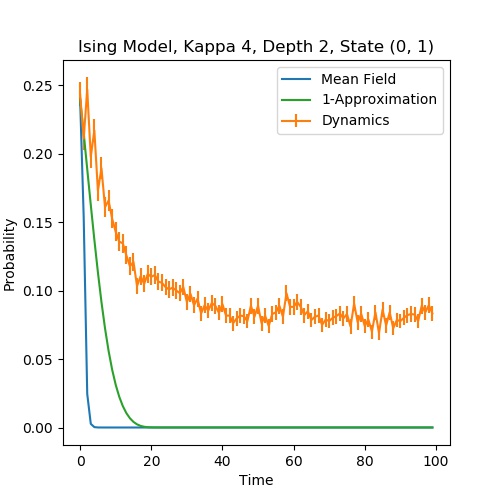 Ising Model, Kappa 4, Depth 2, State (0, 1)
Mean Field
1-Approximation
Dynamics
Probability
0.25
0.20
0.15
0.10
0.05
0.00
0 20 40 60 80 100
Time